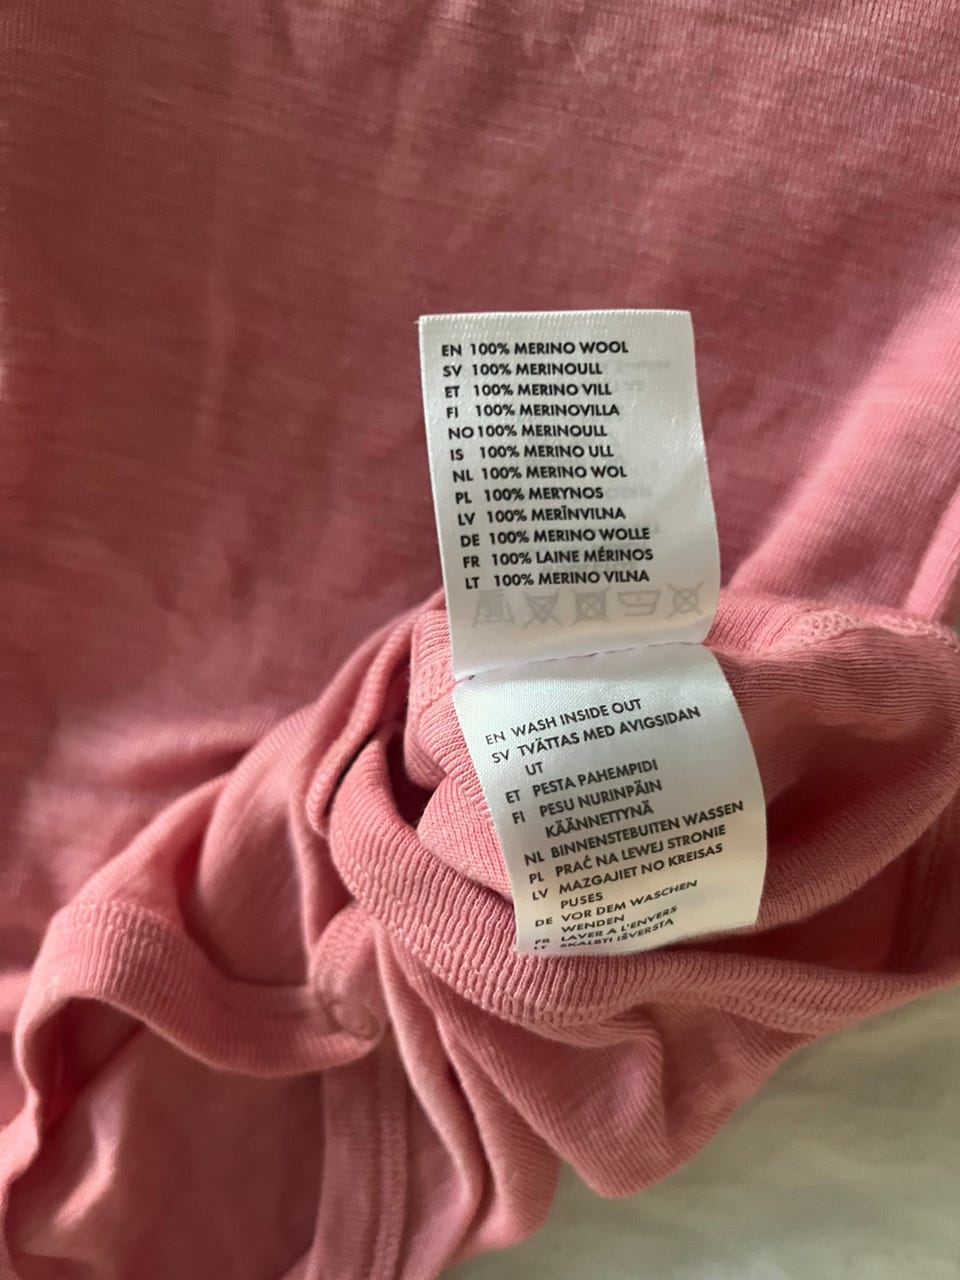 EN 100% MERINO WOOL
SV 100% MERINOULL
ET 100% MERINO VILL
FI 100% MERINOVILLA
NO 100% MERINOULL
IS 100% MERINO ULL
NL 100% MERINO WOL
PL 100% MERYNOS
LV 100% MERĪNVILNA
DE 100% MERINO WOLLE
FR 100% LAINE MÉRINOS
LT 100% MERINO VILNA
EN WASH INSIDE OUT
SV TVÄTTAS MED AVIGSIDAN
UT
ET PESTA PAHEMPIDI
FI PESU NURINPÄIN
KÄÄNNETTYNÄ
NL BINNENSTEBUITEN WASSEN
PL PRAĆ NA LEWEJ STRONIE
LV MAZGAJIET NO KREISAS
PUSES
DE VOR DEM WASCHEN
WENDEN
FR LAVER A L'ENVERS
LT SKALBTI IŠVERSTA